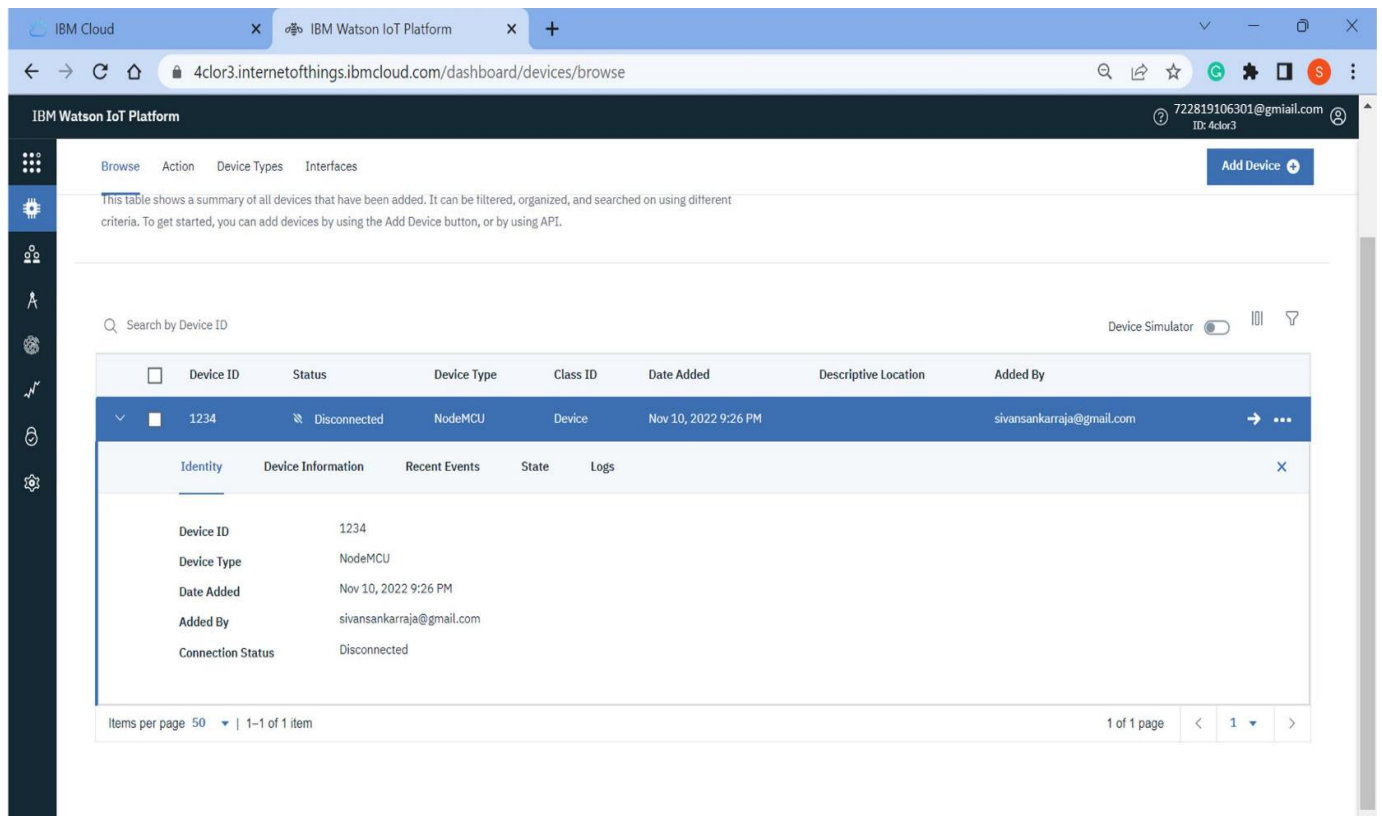 IBM Cloud IBM Watson IoT Platform
4clor3.internetofthings.ibmcloud.com/dashboard/devices/browse G S
IBM Watson IoT Platform 722819106301@gmiail.com
ID: 4clor3
Browse Action Device Types Interfaces Add Device
This table shows a summary of all devices that have been added. It can be filtered, organized, and searched on using different
criteria. To get started, you can add devices by using the Add Device button, or by using API.
Search by Device ID Device Simulator
Device ID Status Device Type Class ID Date Added Descriptive Location Added By
1234 Disconnected NodeMCU Device Nov 10, 2022 9:26 PM sivansankarraja@gmail.com
Identity Device Information Recent Events State Logs
Device ID 1234
Device Type NodeMCU
Date Added Nov 10, 2022 9:26 PM
Added By sivansankarraja@gmail.com
Connection Status Disconnected
Items per page 50 | 1–1 of 1 item 1 of 1 page 1